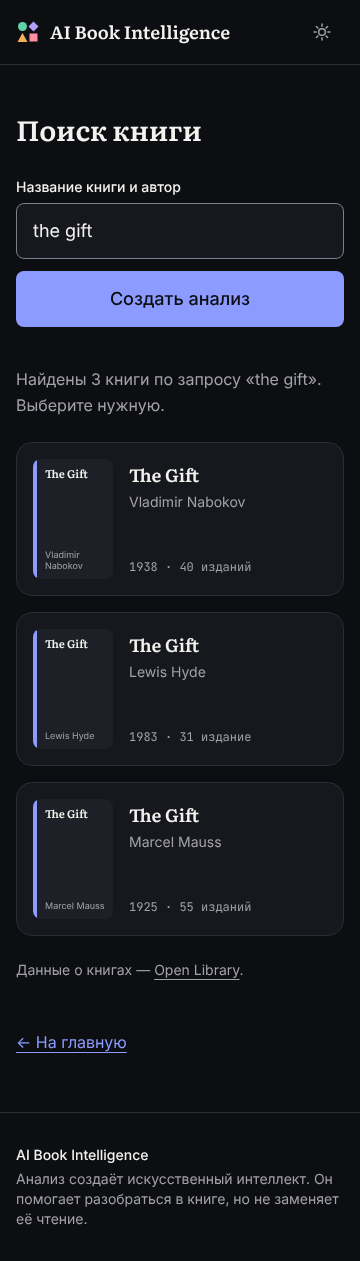 AI Book Intelligence
Поиск книги
Название книги и автор
the gift
Создать анализ
Найдены 3 книги по запросу «the gift».
Выберите нужную.
The Gift
Vladimir
Nabokov
The Gift
Vladimir Nabokov
1938 · 40 изданий
The Gift
Lewis Hyde
The Gift
Lewis Hyde
1983 · 31 издание
The Gift
Marcel Mauss
The Gift
Marcel Mauss
1925 · 55 изданий
Данные о книгах — Open Library.
← На главную
AI Book Intelligence
Анализ создаёт искусственный интеллект. Он
помогает разобраться в книге, но не заменяет
её чтение.